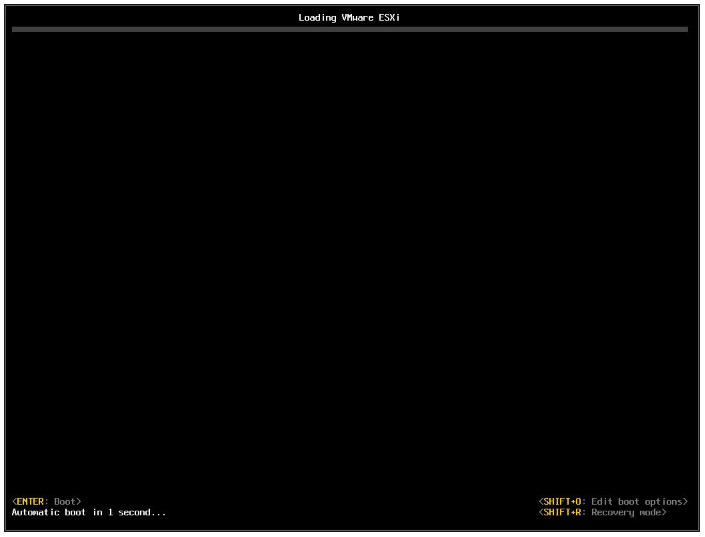 Loading VMware ESXi
<ENTER: Boot>
Automatic boot in 1 second...
<SHIFT+O: Edit boot options>
<SHIFT+R: Recovery mode>